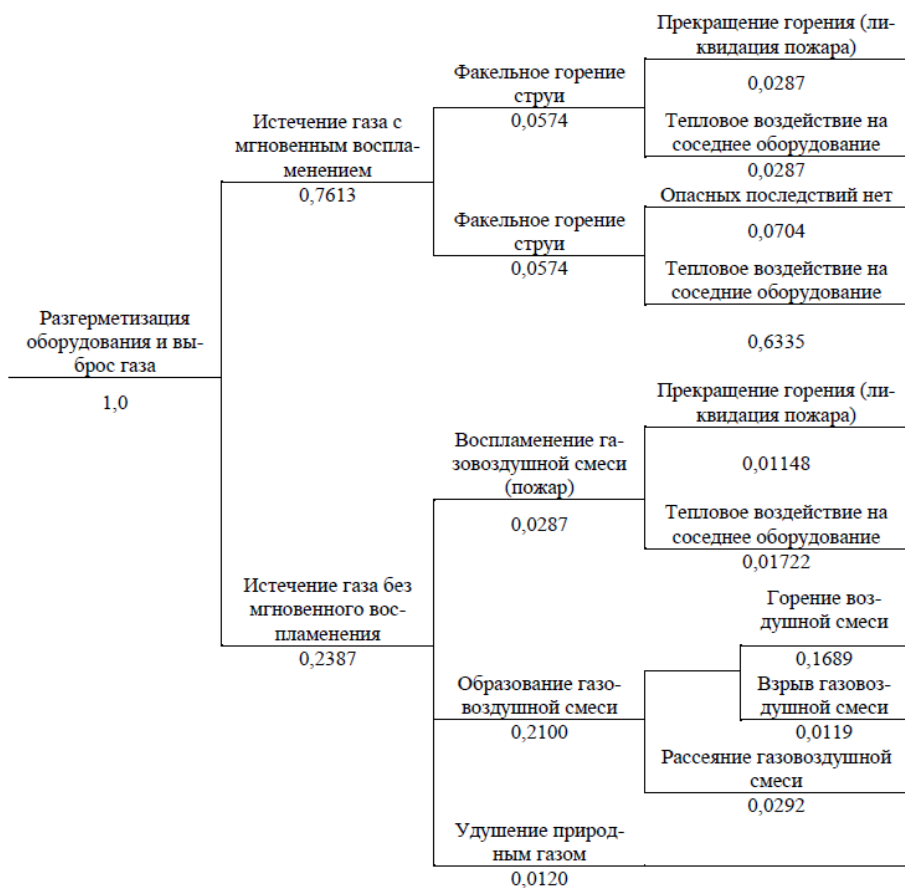 Прекращение горения (ли-
квидация пожара)
0,0287
Факельное горение
струи
0,0574
Тепловое воздействие на
соседнее оборудование
0,0287
Истечение газа с
мгновенным воспла-
менением
0,7613
Опасных последствий нет
0,0704
Факельное горение
струи
0,0574
Тепловое воздействие на
соседние оборудование
0,6335
Разгерметизация
оборудования и вы-
брос газа
1,0
Прекращение горения (ли-
квидация пожара)
0,01148
Воспламенение га-
зовоздушной смеси
(пожар)
0,0287
Тепловое воздействие на
соседнее оборудование
0,01722
Истечение газа без
мгновенного вос-
пламенения
0,2387
Горение воз-
душной смеси
0,1689
Образование газо-
воздушной смеси
0,2100
Взрыв газовоз-
душной смеси
0,0119
Рассеяние газовоздушной
смеси
0,0292
Удушение природ-
ным газом
0,0120